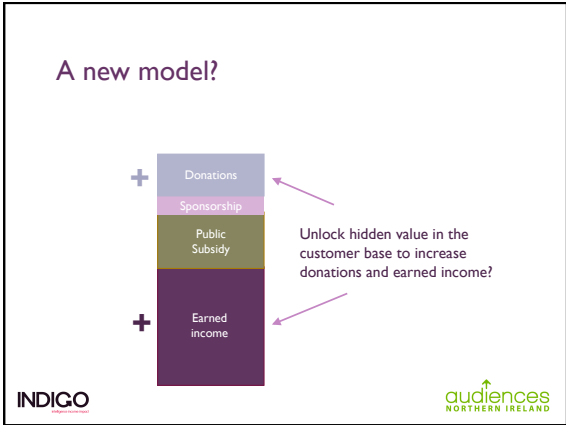 A new model?
+
Donations
Sponsorship
Public
Subsidy
Unlock hidden value in the
customer base to increase
donations and earned income?
+
Earned
income
INDIGO
audiences
NORTHERN IRELAND